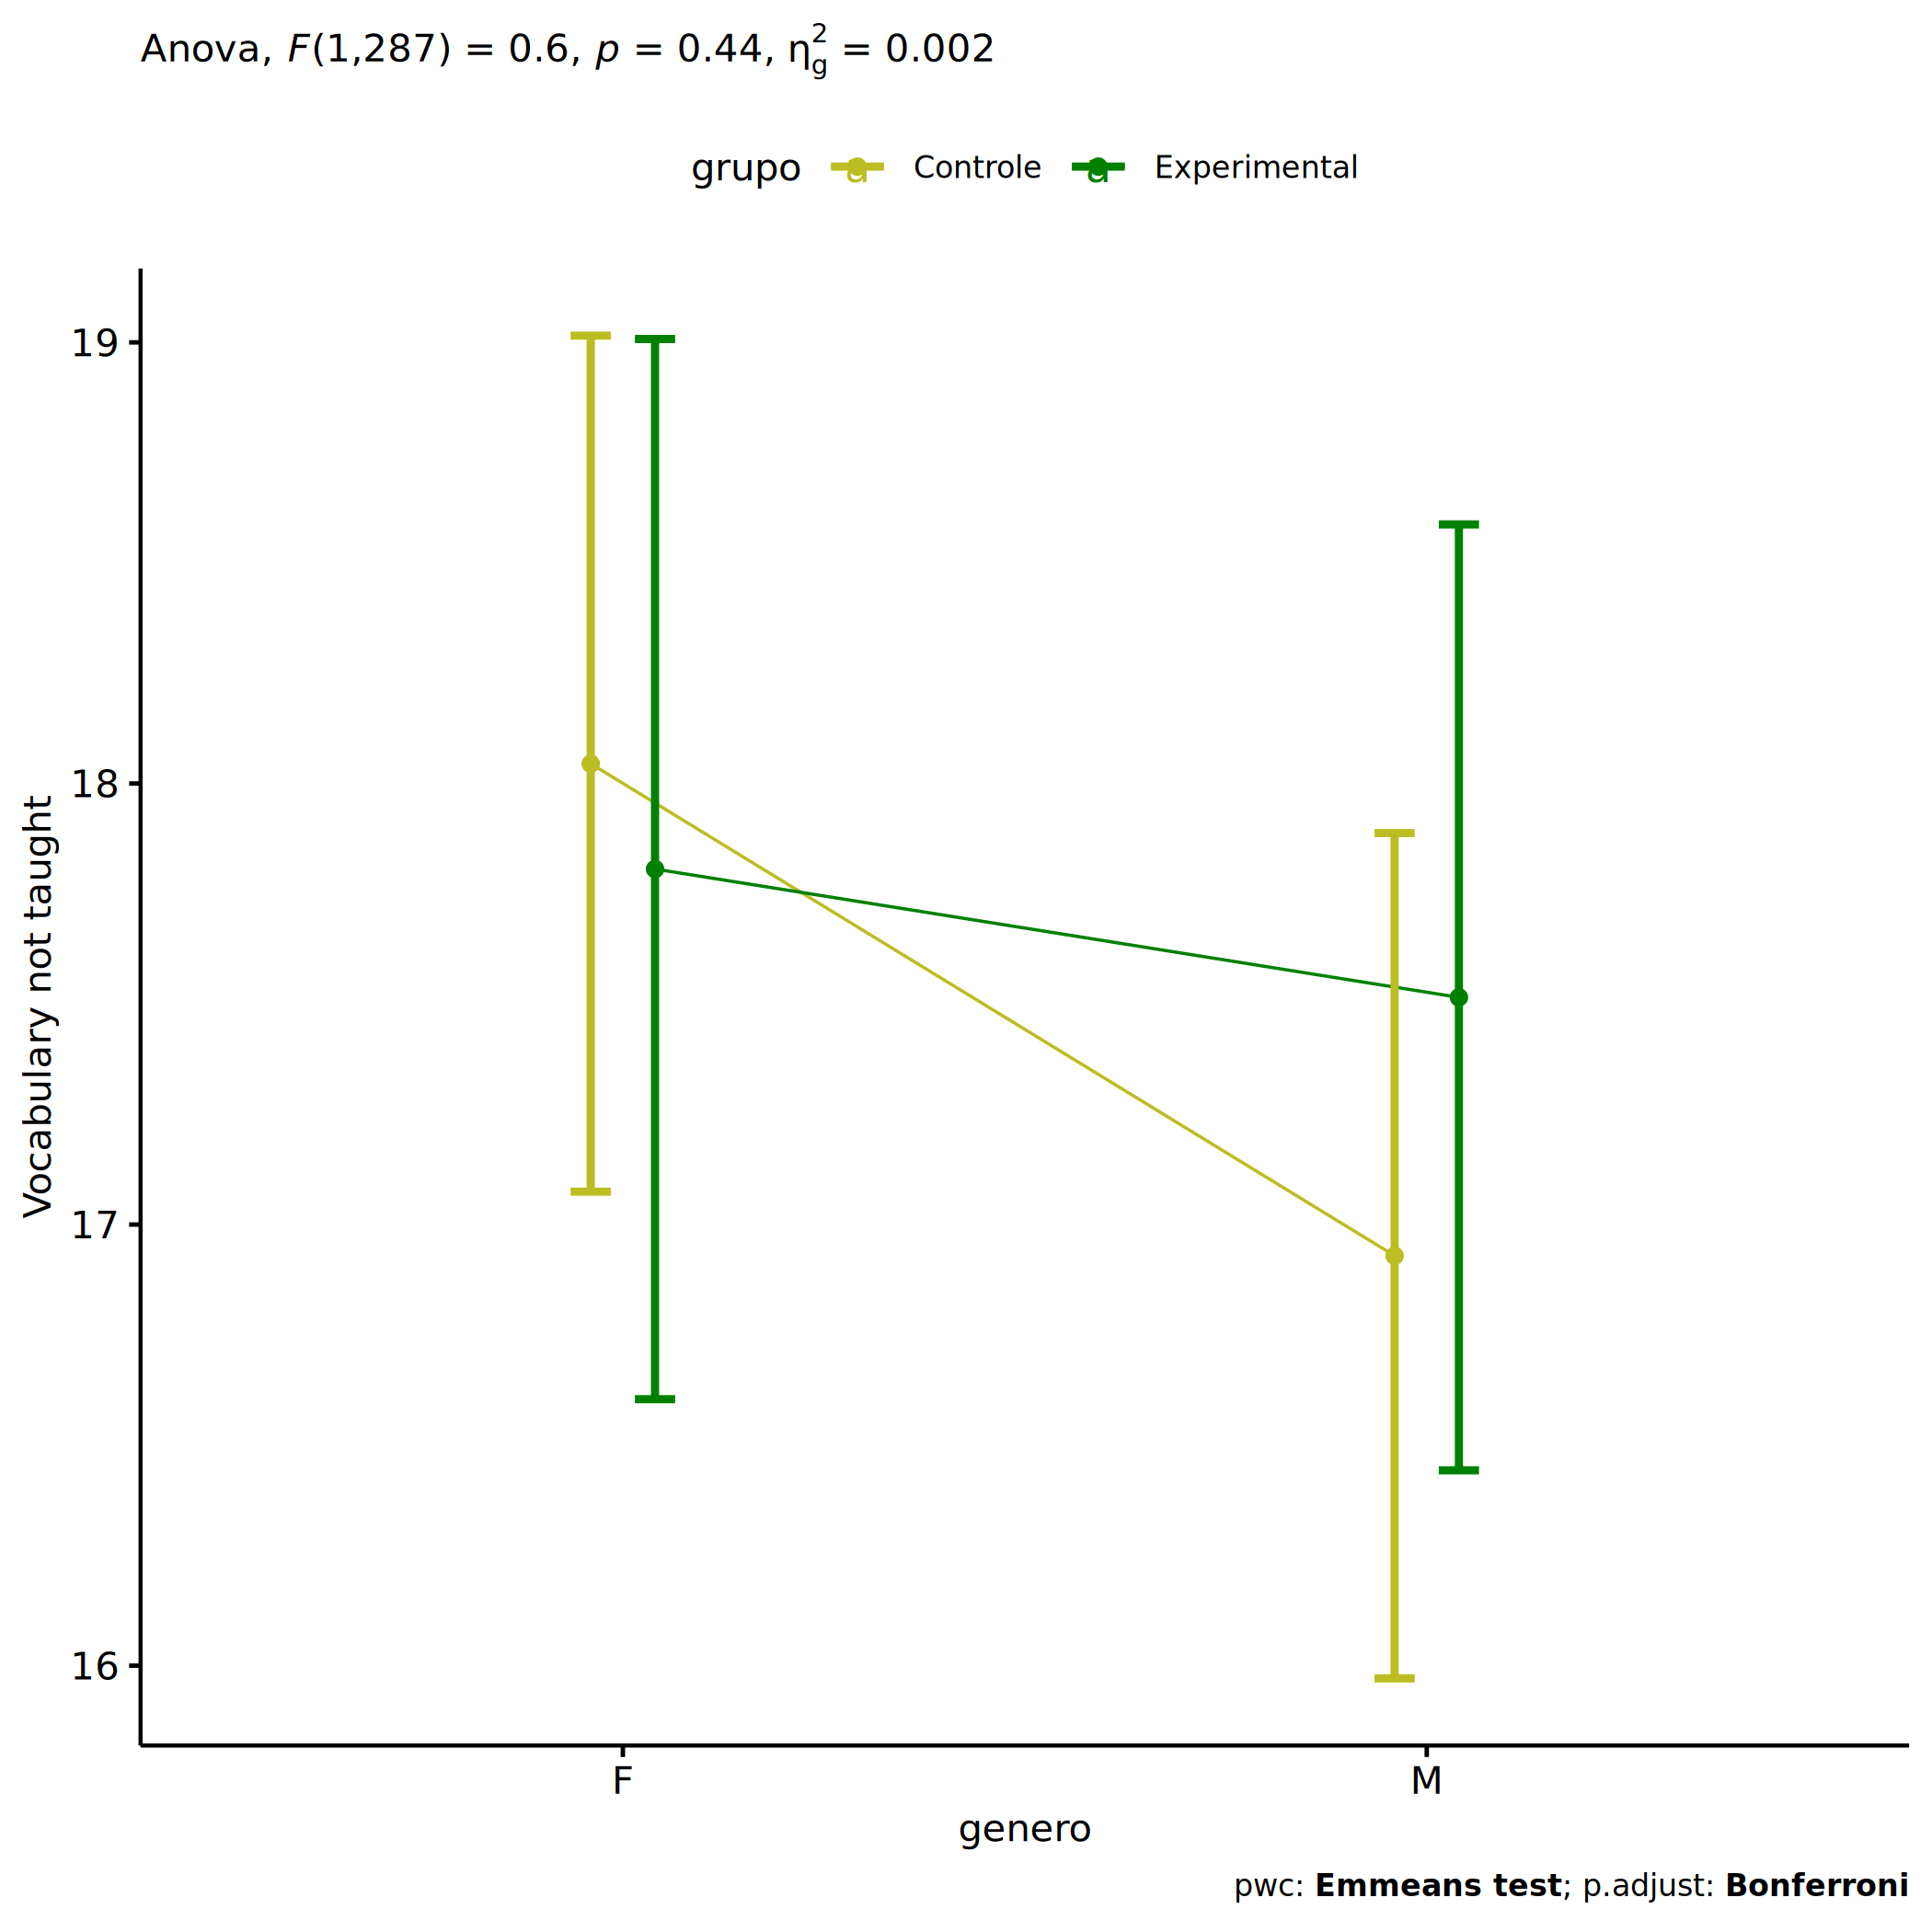 Anova, F(1,287) = 0.6, p = 0.44, η²g = 0.002
grupo g Controle g Experimental
19
18
17
16
Vocabulary not taught
F M
genero
pwc: Emmeans test; p.adjust: Bonferroni